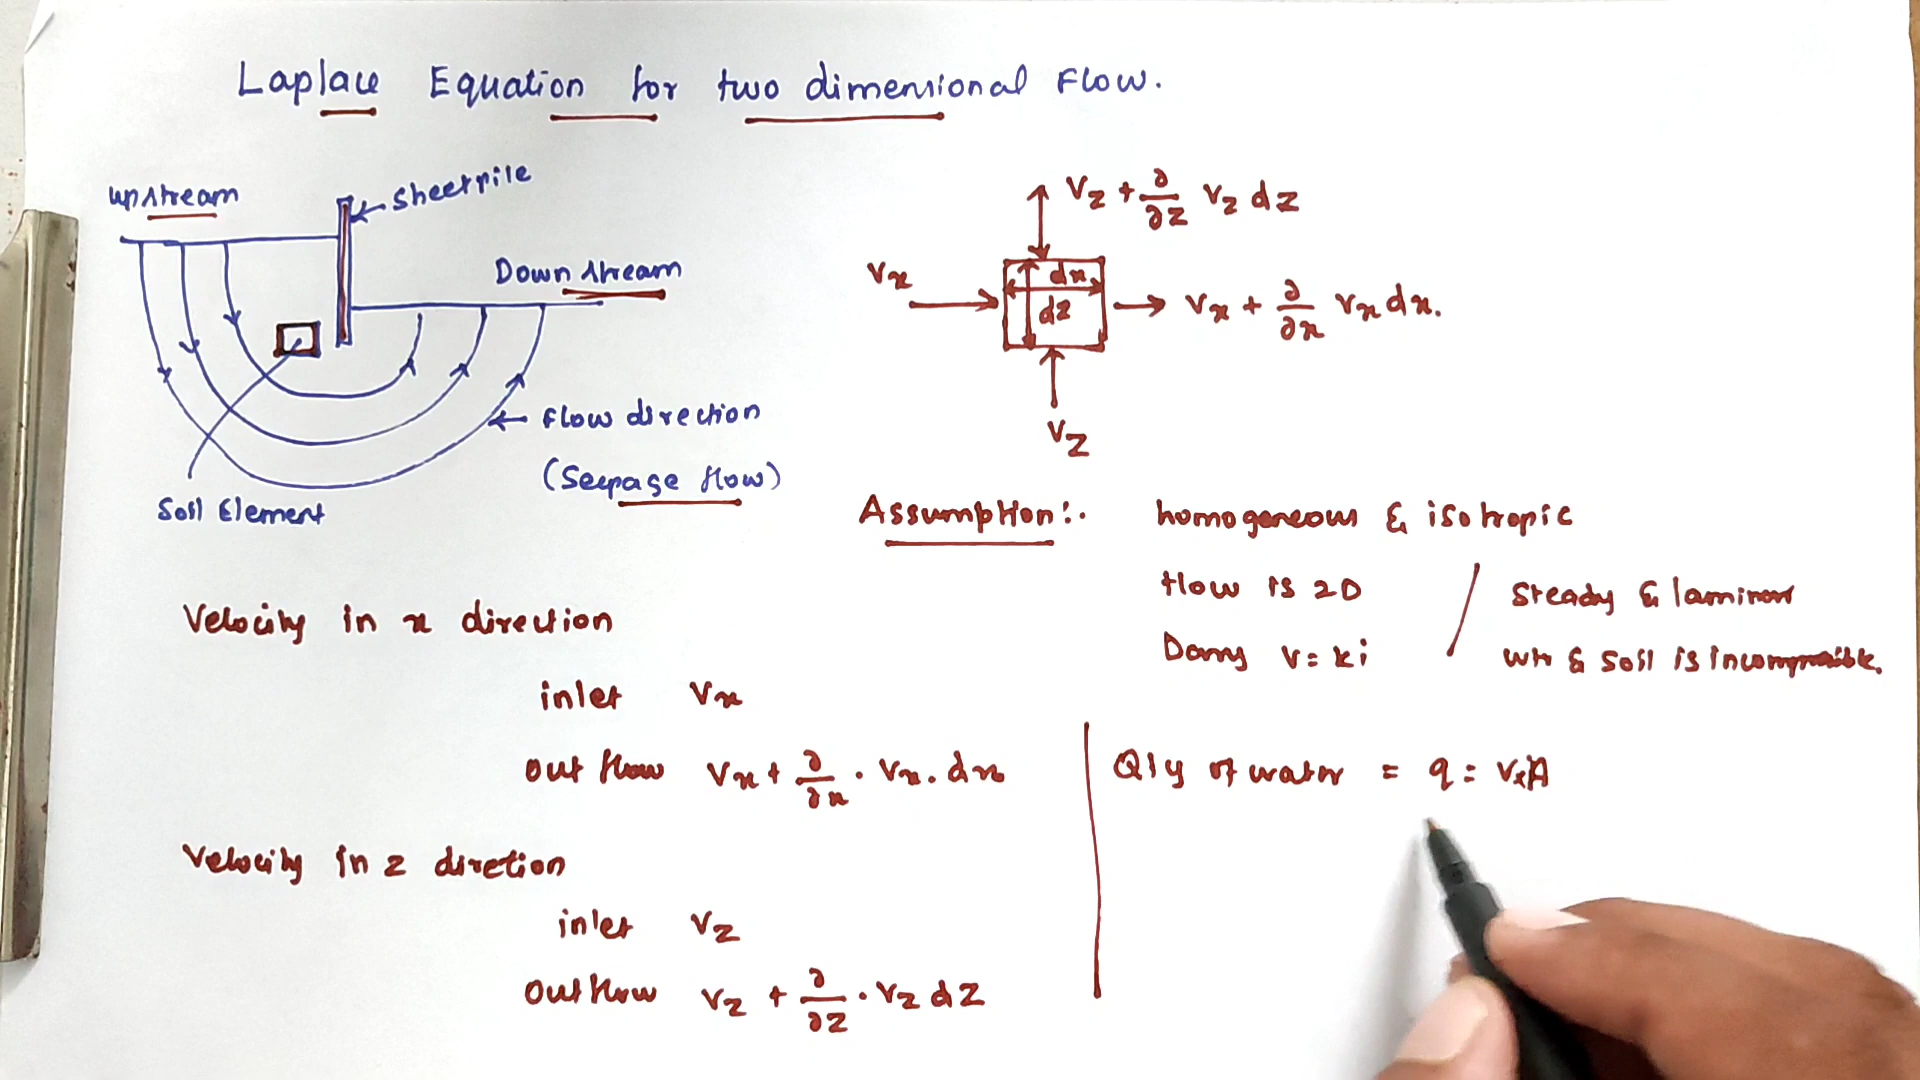 Laplace Equation for two dimensional Flow.
upstream
Sheetpile
Down stream
Flow direction
(Seepage flow)
Soil Element
Vz + ∂/∂z Vz dz
Vx
dx
dz
Vx + ∂/∂x Vx dx.
Vz
Assumption:. homogeneous & isotropic
flow is 2D / Steady & laminar
Darcy v = ki
wtr & soil is incompressible.
Velocity in x direction
inlet Vx
out flow Vx + ∂/∂x . Vx . dx
Velocity in z diretion
inlet Vz
Out flow Vz + ∂/∂z . Vz dz
Qty of water = q = VxA